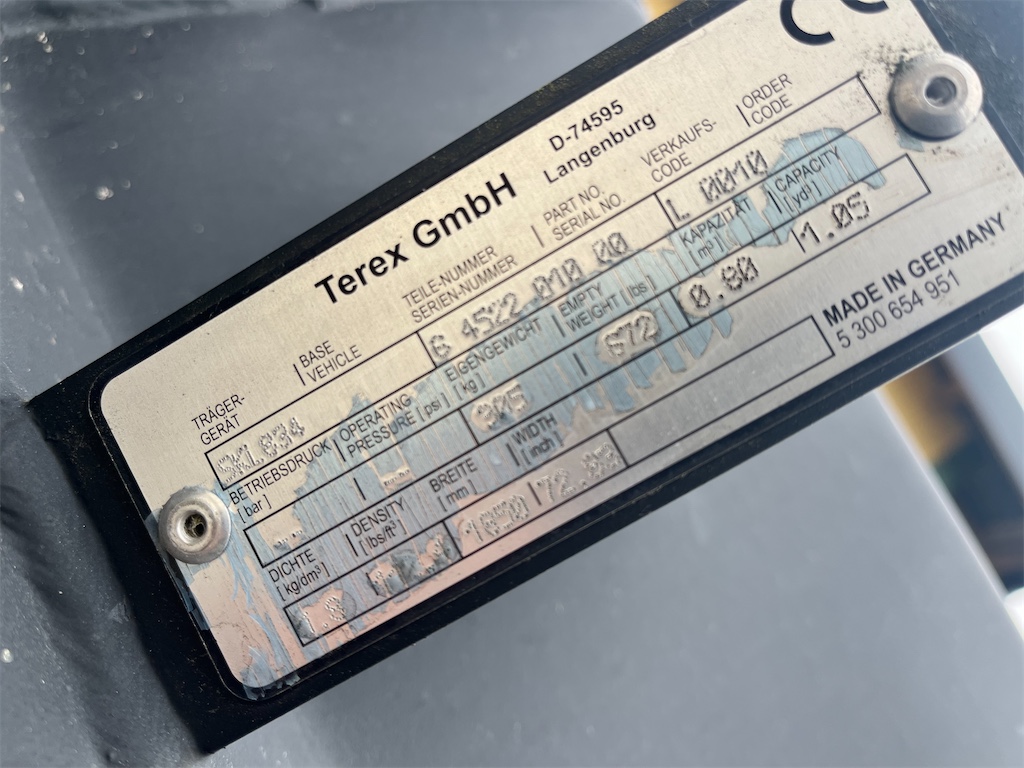 CE
Terex GmbH
D-74595
Langenburg
TRÄGER-
GERÄT
BASE
VEHICLE
TEILE-NUMMER
SERIEN-NUMMER
PART NO.
SERIAL NO.
VERKAUFS-
CODE
ORDER
CODE
SKL834
6 4522 010 00
L 0010
BETRIEBSDRUCK
[ bar ]
OPERATING
PRESSURE [ psi ]
EIGENGEWICHT
[ kg ]
EMPTY
WEIGHT [ lbs ]
KAPAZITÄT
[ m³ ]
CAPACITY
[ yd³ ]
--
--
305
672
0.80
1.05
DICHTE
[ kg/dm³ ]
DENSITY
[ lbs/ft³ ]
BREITE
[ mm ]
WIDTH
[ inch ]
MADE IN GERMANY
5 300 654 951